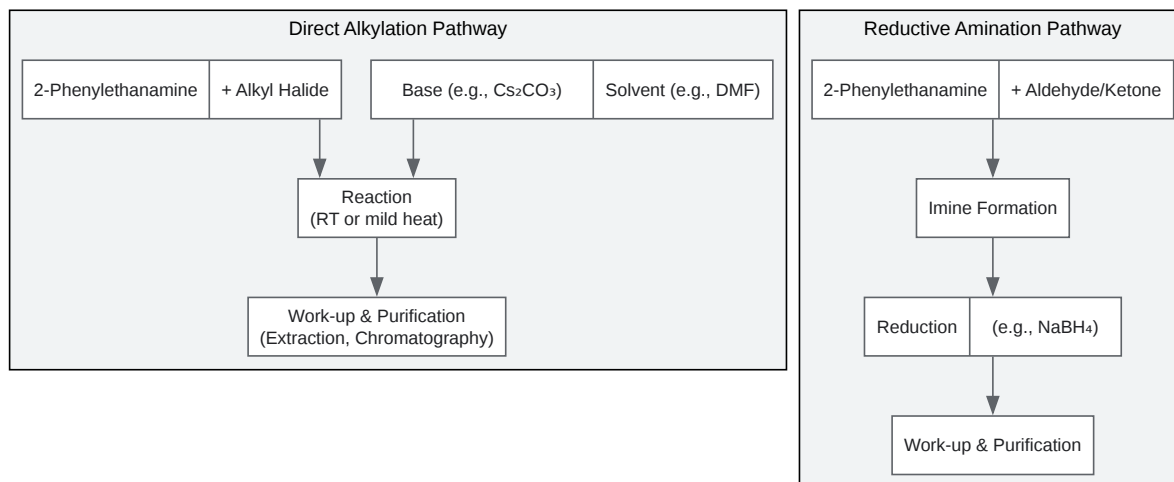 Direct Alkylation Pathway
2-Phenylethanamine
+ Alkyl Halide
Base (e.g., Cs₂CO₃)
Solvent (e.g., DMF)
Reaction
(RT or mild heat)
Work-up & Purification
(Extraction, Chromatography)
Reductive Amination Pathway
2-Phenylethanamine
+ Aldehyde/Ketone
Imine Formation
Reduction
(e.g., NaBH₄)
Work-up & Purification